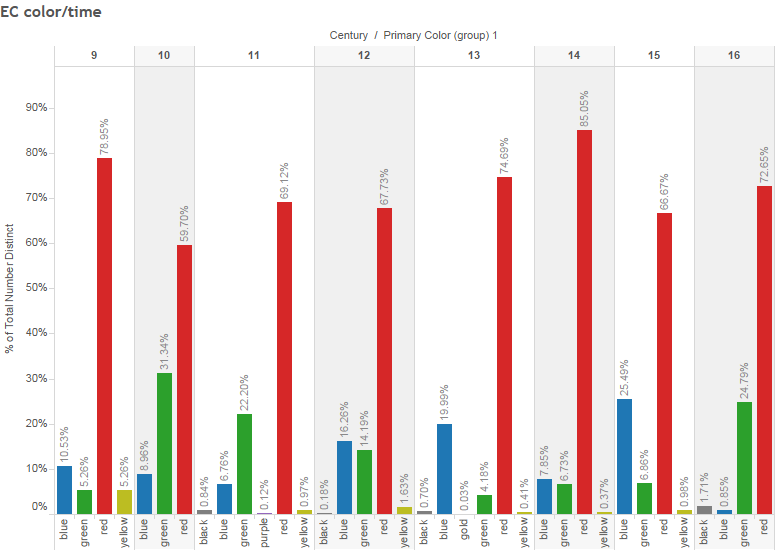 EC color/time
Century / Primary Color (group) 1
9 10 11 12 13 14 15 16
% of Total Number Distinct
90%
80%
70%
60%
50%
40%
30%
20%
10%
0%
10.53% 5.26% 78.95% 5.26% 8.96% 31.34% 59.70% 0.84% 6.76% 22.20% 0.12% 69.12% 0.97% 0.18% 16.26% 14.19% 67.73% 1.63% 0.70% 19.99% 0.03% 4.18% 74.69% 0.41% 7.85% 6.73% 85.05% 0.37% 25.49% 6.86% 66.67% 0.98% 1.71% 0.85% 24.79% 72.65%
blue green red yellow blue green red black blue green purple red yellow black blue green red yellow black blue gold green red yellow blue green red yellow blue green red yellow black blue green red